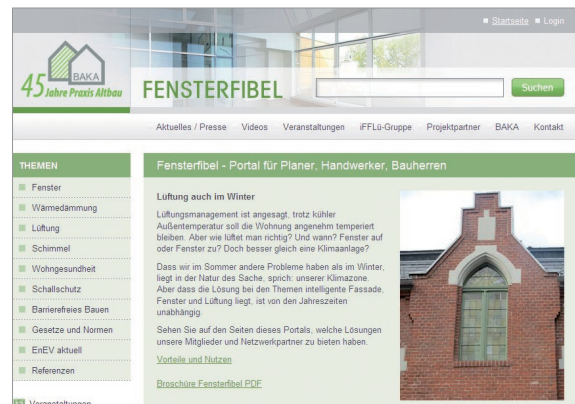 Startseite Login
BAKA
45 Jahre Praxis Altbau
FENSTERFIBEL
Suchen
Aktuelles / Presse Videos Veranstaltungen iFFLü-Gruppe Projektpartner BAKA Kontakt
THEMEN
Fenster
Wärmedämmung
Lüftung
Schimmel
Wohngesundheit
Schallschutz
Barrierefreies Bauen
Gesetze und Normen
EnEV aktuell
Referenzen
Veranstaltungen
Fensterfibel - Portal für Planer, Handwerker, Bauherren
Lüftung auch im Winter
Lüftungsmanagement ist angesagt, trotz kühler
Außentemperatur soll die Wohnung angenehm temperiert
bleiben. Aber wie lüftet man richtig? Und wann? Fenster auf
oder Fenster zu? Doch besser gleich eine Klimaanlage?
Dass wir im Sommer andere Probleme haben als im Winter,
liegt in der Natur des Sache, sprich: unserer Klimazone.
Aber dass die Lösung bei den Themen intelligente Fassade,
Fenster und Lüftung liegt, ist von den Jahreszeiten
unabhängig.
Sehen Sie auf den Seiten dieses Portals, welche Lösungen
unsere Mitglieder und Netzwerkpartner zu bieten haben.
Vorteile und Nutzen
Broschüre Fensterfibel PDF